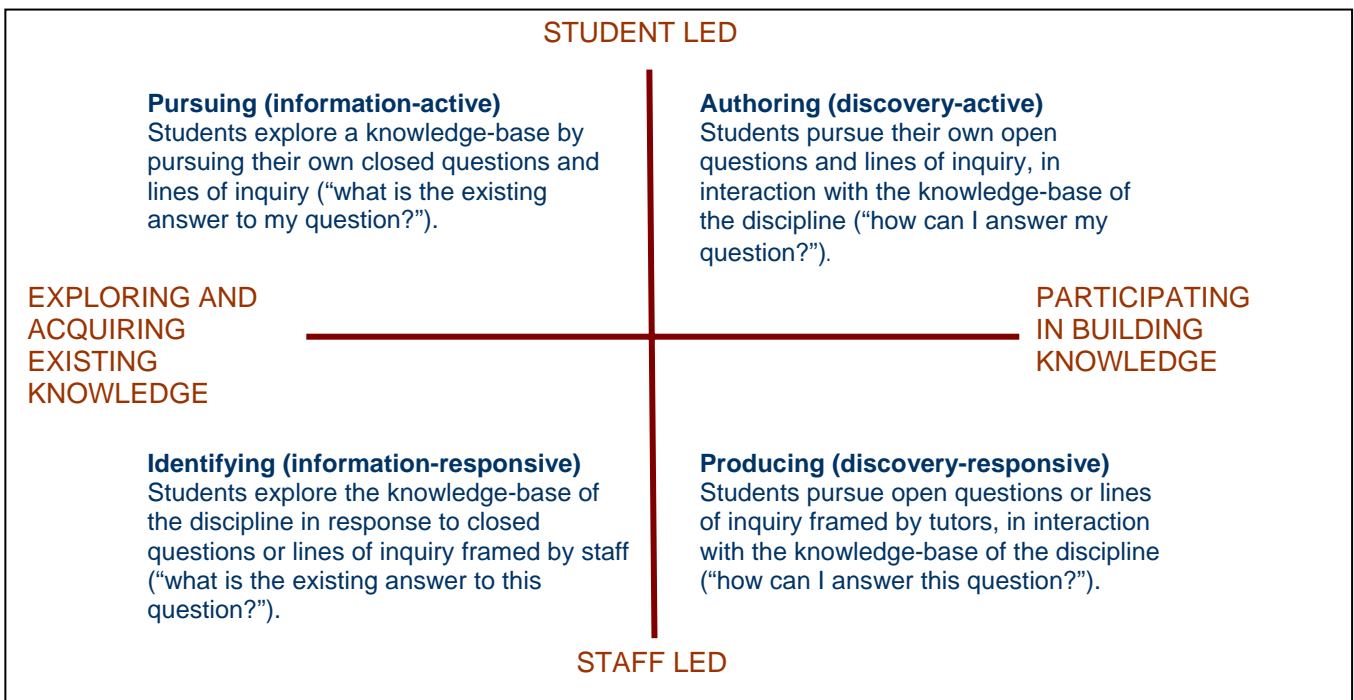 STUDENT LED
Pursuing (information-active)
Students explore a knowledge-base by
pursuing their own closed questions and
lines of inquiry (“what is the existing
answer to my question?”).
Authoring (discovery-active)
Students pursue their own open
questions and lines of inquiry, in
interaction with the knowledge-base of
the discipline (“how can I answer my
question?”).
EXPLORING AND
ACQUIRING
EXISTING
KNOWLEDGE
PARTICIPATING
IN BUILDING
KNOWLEDGE
Identifying (information-responsive)
Students explore the knowledge-base of
the discipline in response to closed
questions or lines of inquiry framed by staff
(“what is the existing answer to this
question?”).
Producing (discovery-responsive)
Students pursue open questions or lines
of inquiry framed by tutors, in interaction
with the knowledge-base of the discipline
(“how can I answer this question?”).
STAFF LED